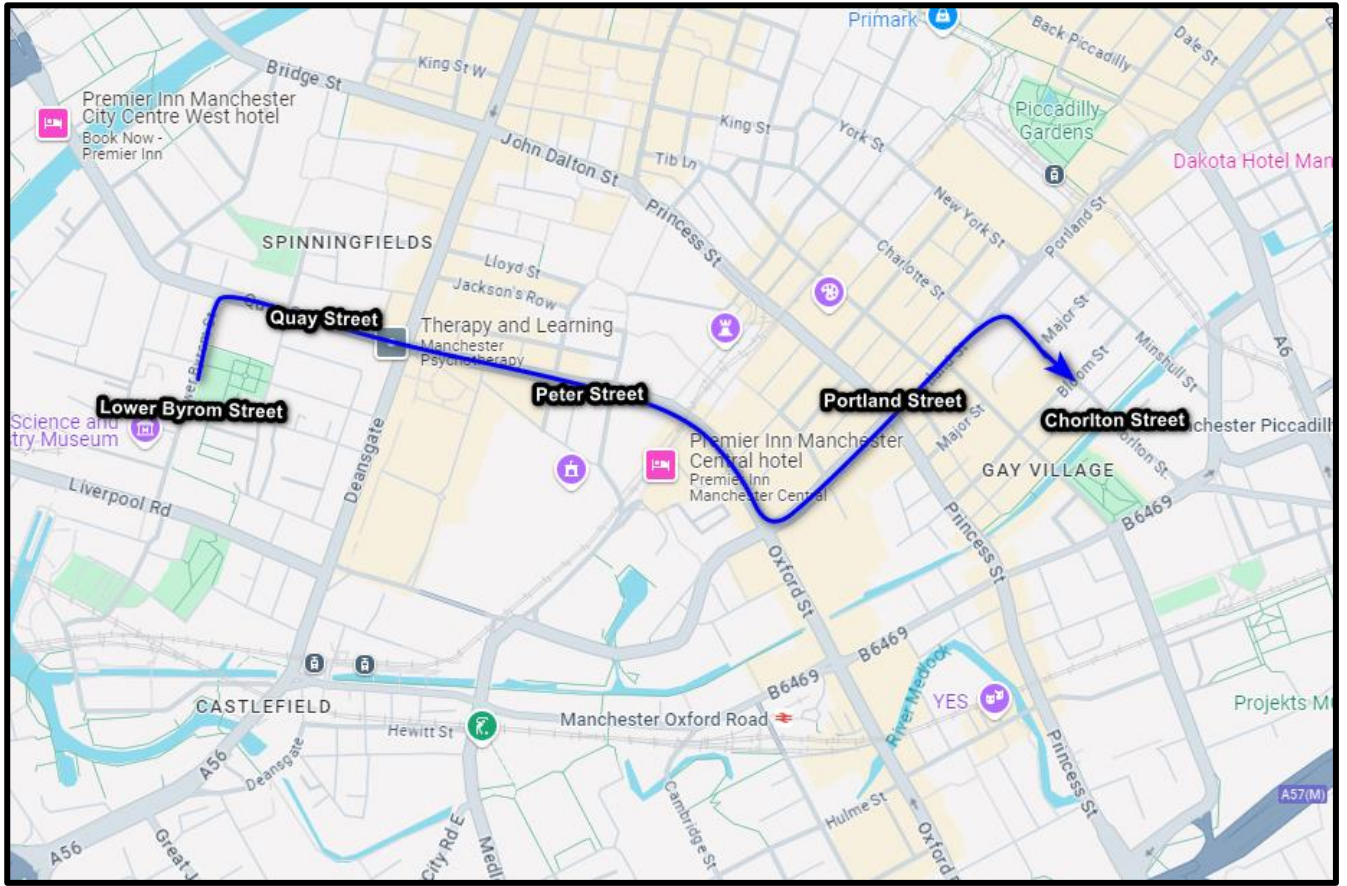 Primark
Back Piccadilly
Dale St
King St W
Bridge St
Premier Inn Manchester
City Centre West hotel
Book Now -
Premier Inn
Piccadilly
Gardens
King St
York St
John Dalton St
Tib Ln
Dakota Hotel Man
New York St
Princess St
Portland St
SPINNINGFIELDS
Lloyd St
Charlotte St
Jackson's Row
Quay Street
Therapy and Learning
Manchester
Psychotherapy
Major St
Minshull St
A6
Bloom St
Peter Street
Portland Street
Lower Byrom Street
Science and
try Museum
Chorlton Street
chester Piccadill
Major St
Chorlton St
Premier Inn Manchester
Central hotel
Premier Inn
Manchester Central
GAY VILLAGE
Deansgate
Liverpool Rd
B6469
Princess St
Oxford St
B6469
B6469
River Medlock
YES
Projekts M
CASTLEFIELD
Manchester Oxford Road
Hewitt St
A56
Deansgate
Princess St
A57(M)
Cambridge St
Hulme St
Oxford
City Rd E
Medl
Great J
A56